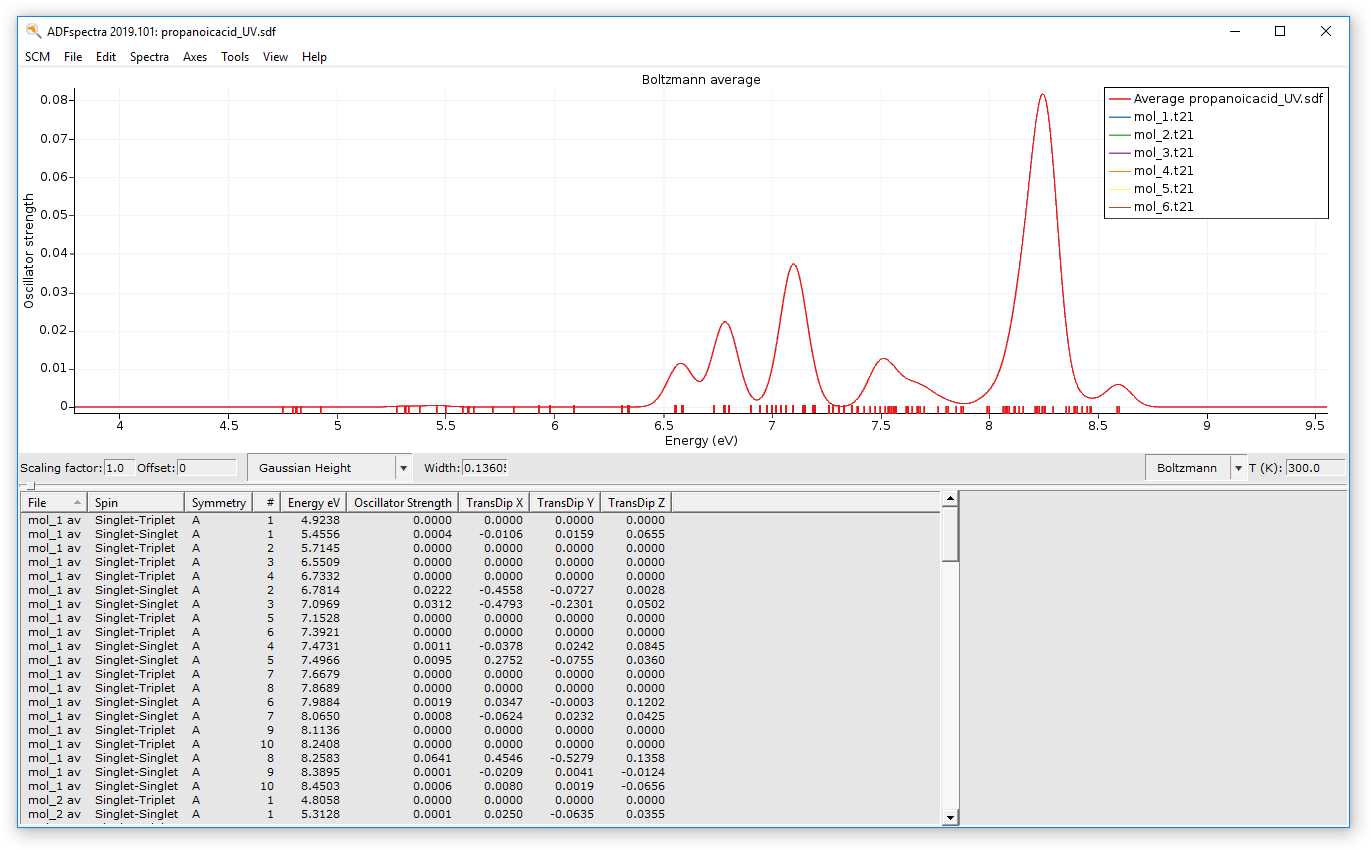 ADFspectra 2019.101: propanoicacid_UV.sdf
SCM File Edit Spectra Axes Tools View Help
Boltzmann average
Average propanoicacid_UV.sdf
mol_1.t21
mol_2.t21
mol_3.t21
mol_4.t21
mol_5.t21
mol_6.t21
Oscillator strength
0.08
0.07
0.06
0.05
0.04
0.03
0.02
0.01
0
4 4.5 5 5.5 6 6.5 7 7.5 8 8.5 9 9.5
Energy (eV)
Scaling factor: 1.0 Offset: 0 Gaussian Height Width: 0.1360 Boltzmann T (K): 300.0
File Spin Symmetry # Energy eV Oscillator Strength TransDip X TransDip Y TransDip Z
mol_1 av Singlet-Triplet A 1 4.9238 0.0000 0.0000 0.0000 0.0000
mol_1 av Singlet-Singlet A 1 5.4556 0.0004 -0.0106 0.0159 0.0655
mol_1 av Singlet-Triplet A 2 5.7145 0.0000 0.0000 0.0000 0.0000
mol_1 av Singlet-Triplet A 3 6.5509 0.0000 0.0000 0.0000 0.0000
mol_1 av Singlet-Triplet A 4 6.7332 0.0000 0.0000 0.0000 0.0000
mol_1 av Singlet-Singlet A 2 6.7814 0.0222 -0.4558 -0.0727 0.0028
mol_1 av Singlet-Singlet A 3 7.0969 0.0312 -0.4793 -0.2301 0.0502
mol_1 av Singlet-Triplet A 5 7.1528 0.0000 0.0000 0.0000 0.0000
mol_1 av Singlet-Triplet A 6 7.3921 0.0000 0.0000 0.0000 0.0000
mol_1 av Singlet-Singlet A 4 7.4731 0.0011 -0.0378 0.0242 0.0845
mol_1 av Singlet-Singlet A 5 7.4966 0.0095 0.2752 -0.0755 0.0360
mol_1 av Singlet-Triplet A 7 7.6679 0.0000 0.0000 0.0000 0.0000
mol_1 av Singlet-Triplet A 8 7.8689 0.0000 0.0000 0.0000 0.0000
mol_1 av Singlet-Singlet A 6 7.9884 0.0019 0.0347 -0.0003 0.1202
mol_1 av Singlet-Singlet A 7 8.0650 0.0008 -0.0624 0.0232 0.0425
mol_1 av Singlet-Triplet A 9 8.1136 0.0000 0.0000 0.0000 0.0000
mol_1 av Singlet-Triplet A 10 8.2408 0.0000 0.0000 0.0000 0.0000
mol_1 av Singlet-Singlet A 8 8.2583 0.0641 0.4546 -0.5279 0.1358
mol_1 av Singlet-Singlet A 9 8.3895 0.0001 -0.0209 0.0041 -0.0124
mol_1 av Singlet-Singlet A 10 8.4503 0.0006 0.0080 0.0019 -0.0656
mol_2 av Singlet-Triplet A 1 4.8058 0.0000 0.0000 0.0000 0.0000
mol_2 av Singlet-Singlet A 1 5.3128 0.0001 0.0250 -0.0635 0.0355